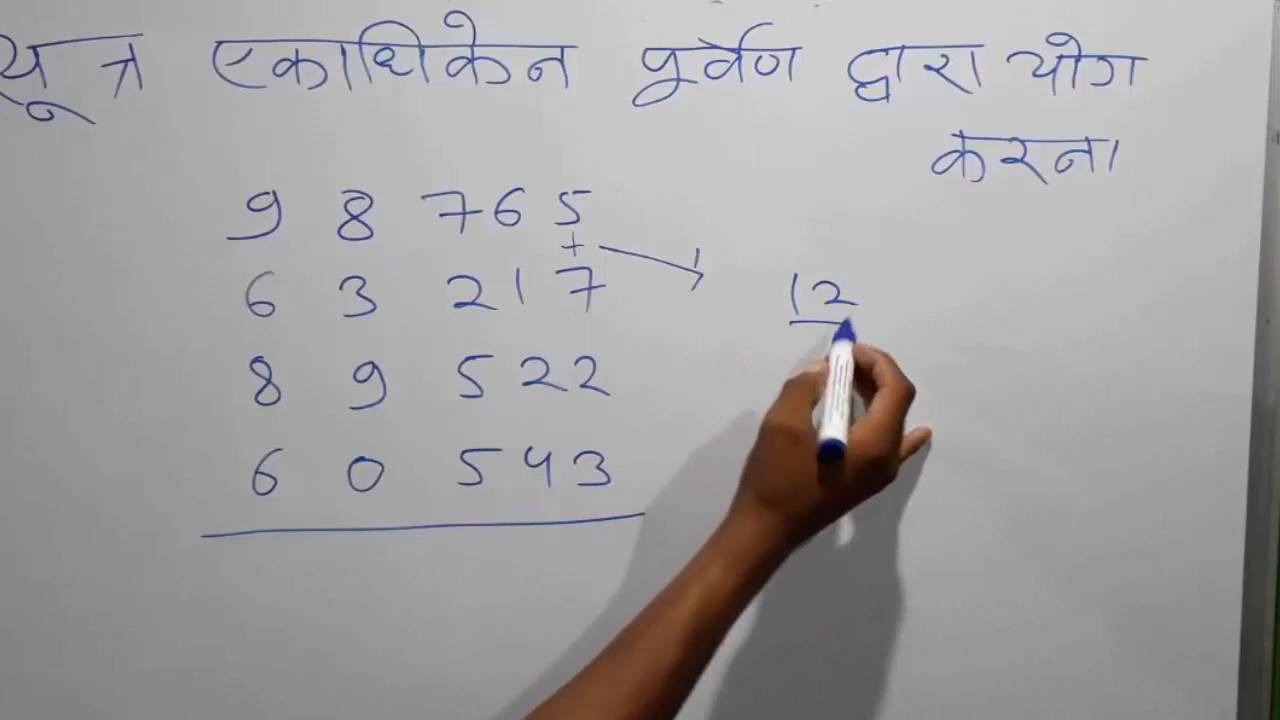 सूत्र एकाधिकेन पूर्वेण द्वारा योग
करना
9 8 7 6 5
+
6 3 2 1 7
12
8 9 5 2 2
6 0 5 4 3